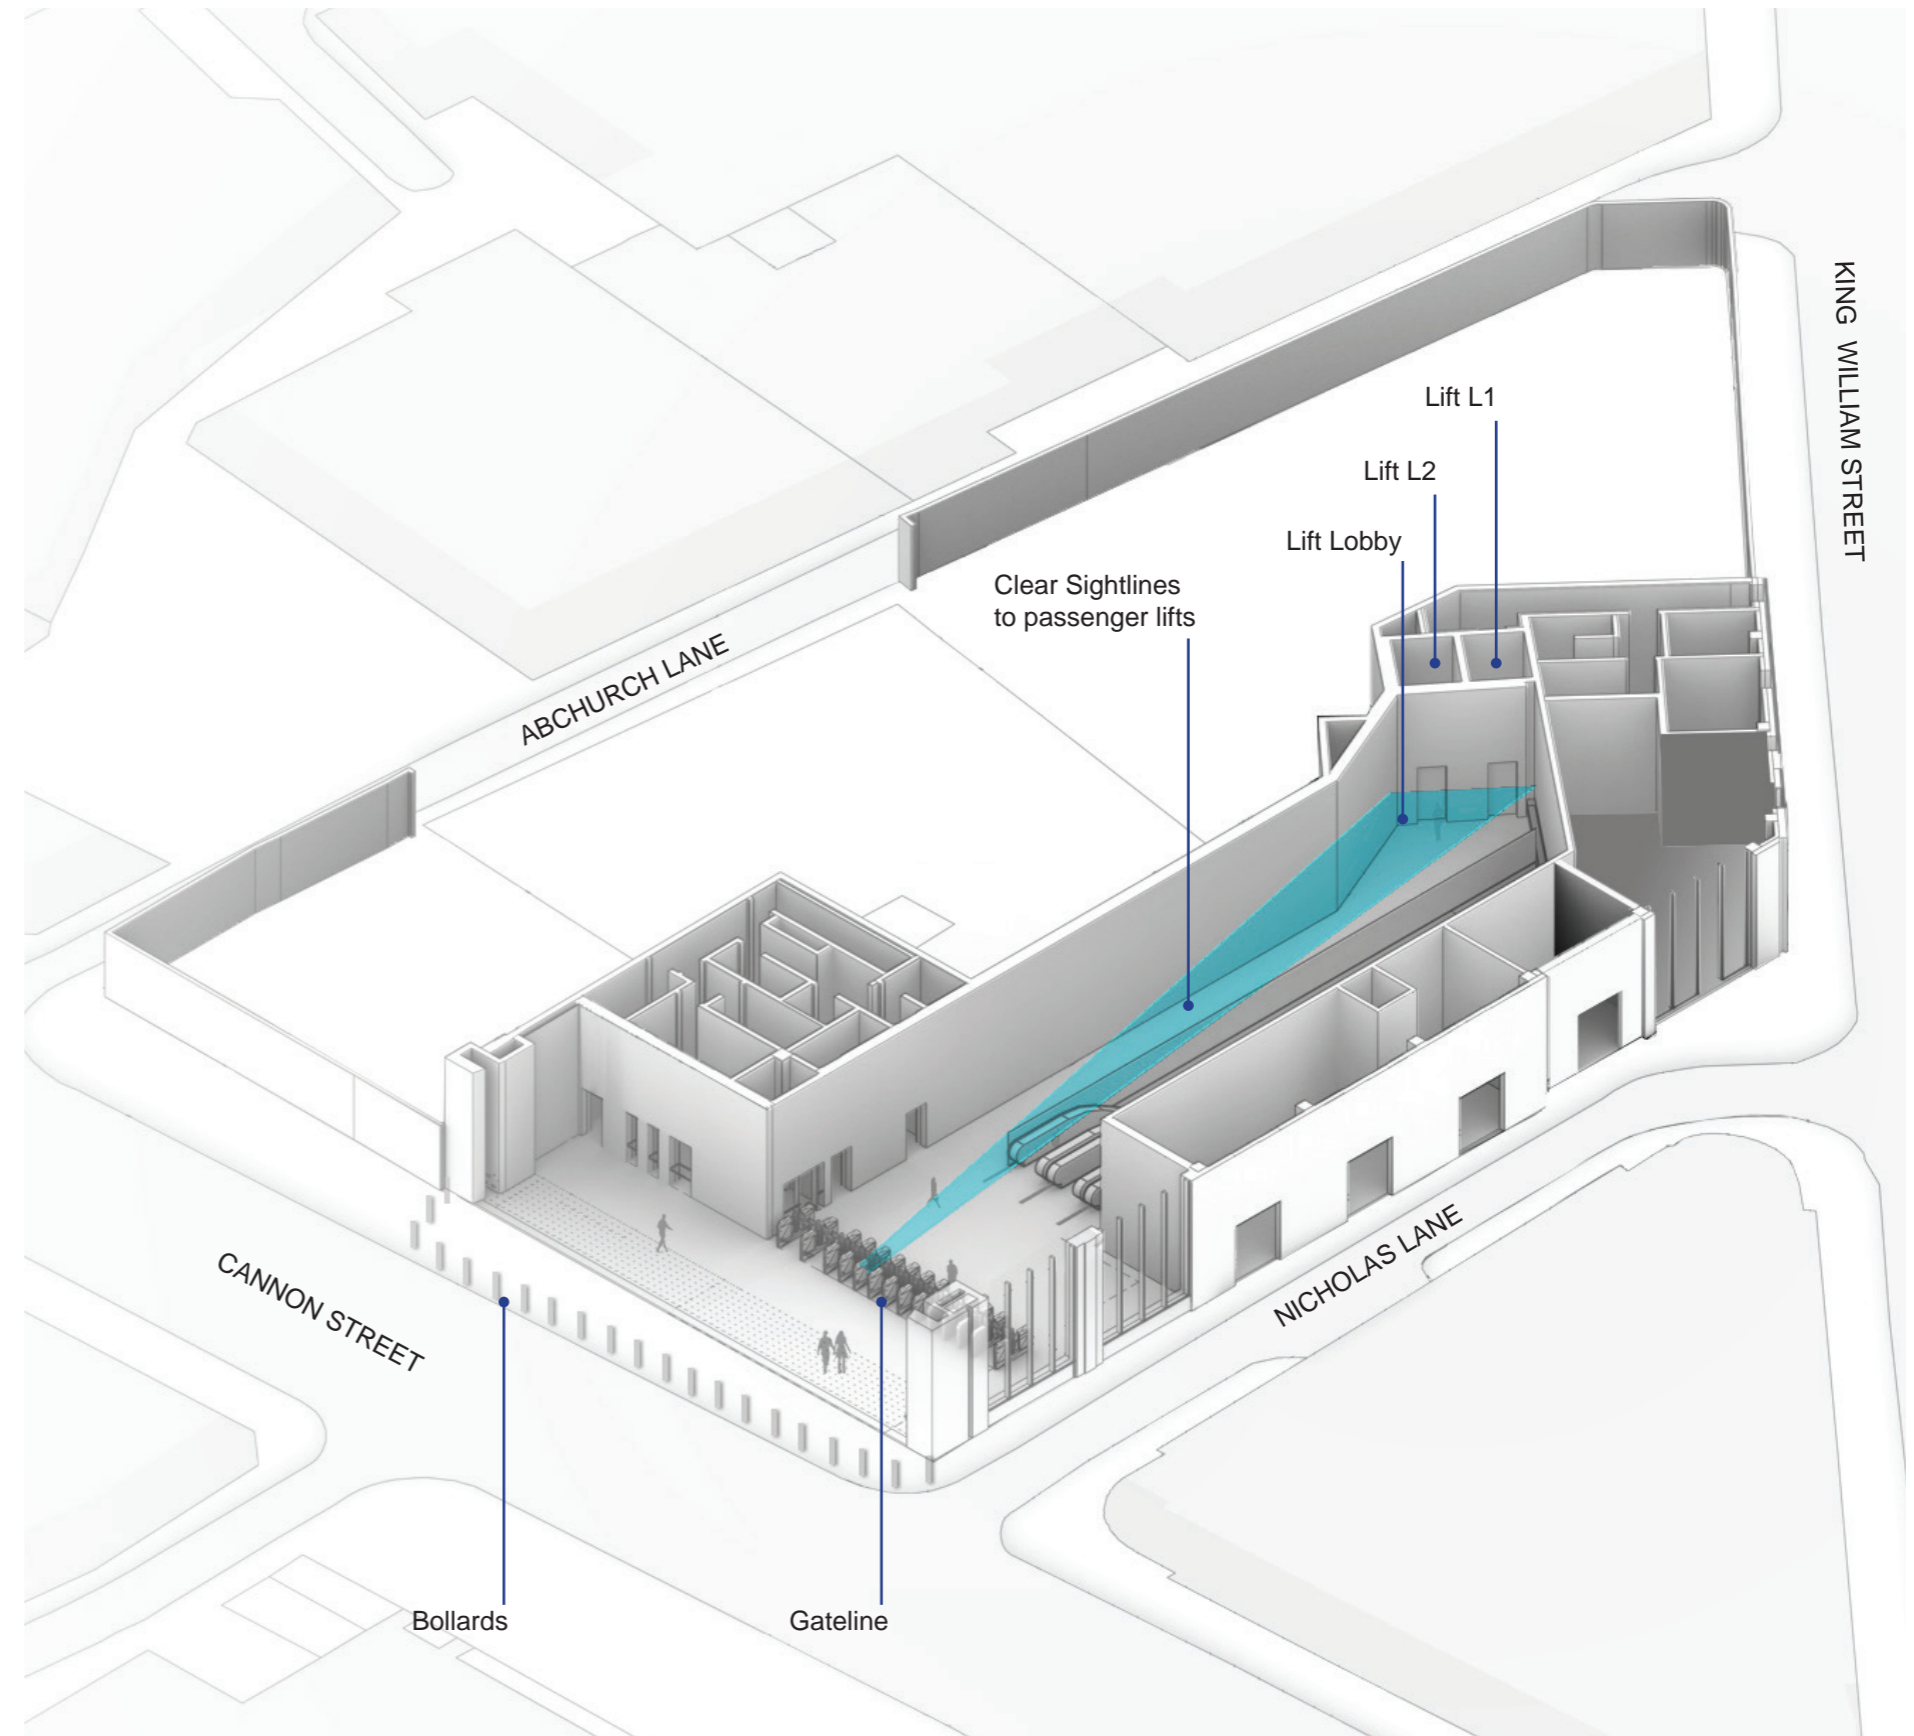 KING WILLIAM STREET
Lift L1
Lift L2
Lift Lobby
Clear Sightlines
to passenger lifts
ABCHURCH LANE
CANNON STREET
NICHOLAS LANE
Bollards
Gateline